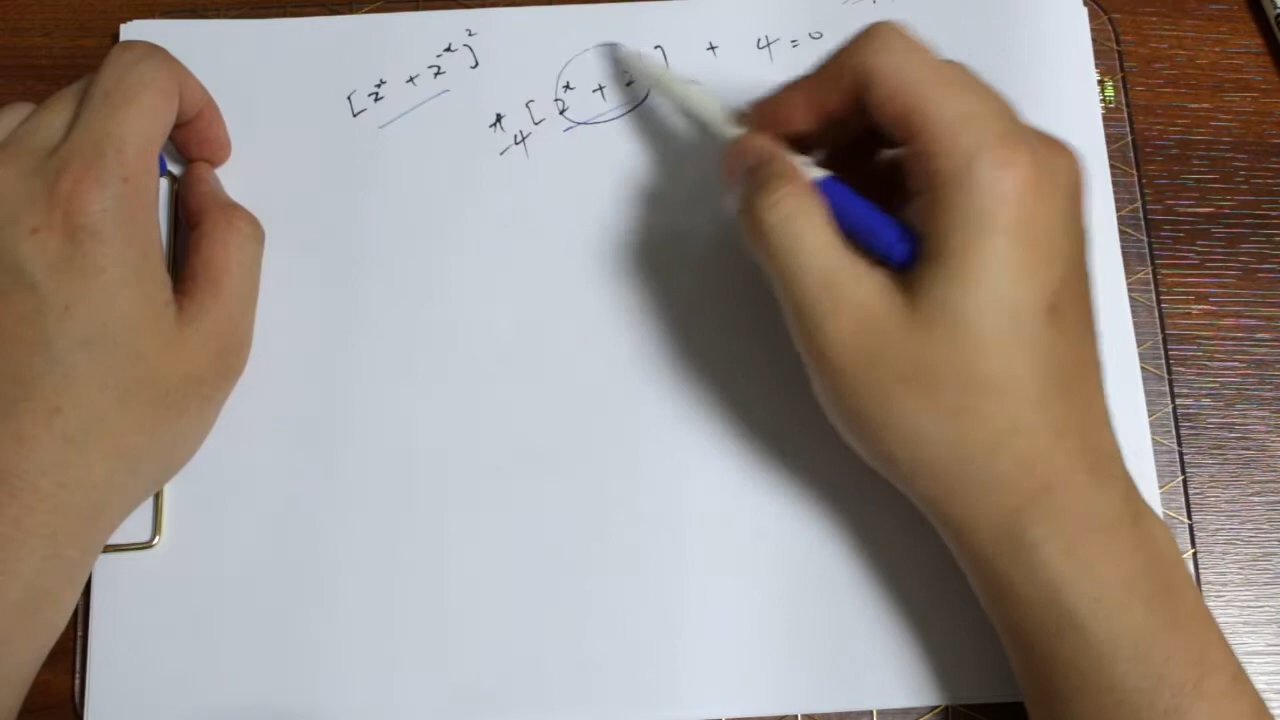 [2^x + 2^-x]^2
-4 [2^x + 2 ] + 4 = 0